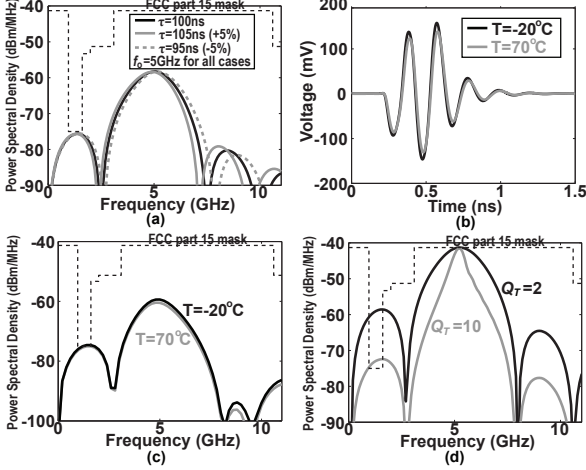 FCC part 15 mask
τ=100ns
τ=105ns (+5%)
τ=95ns (-5%)
f₀=5GHz for all cases
Power Spectral Density (dBm/MHz)
-40
-50
-60
-70
-80
-90
0
5
10
Frequency (GHz)
(a)
T=-20°C
T=70°C
Voltage (mV)
200
100
0
100
200
0
0.5
1
1.5
Time (ns)
(b)
FCC part 15 mask
T=-20°C
T=70°C
Power Spectral Density (dBm/MHz)
-40
-60
-80
-100
0
5
10
Frequency (GHz)
(c)
FCC part 15 mask
Q_T=2
Q_T=10
Power Spectral Density (dBm/MHz)
-40
-50
-60
-70
-80
-90
0
5
10
Frequency (GHz)
(d)